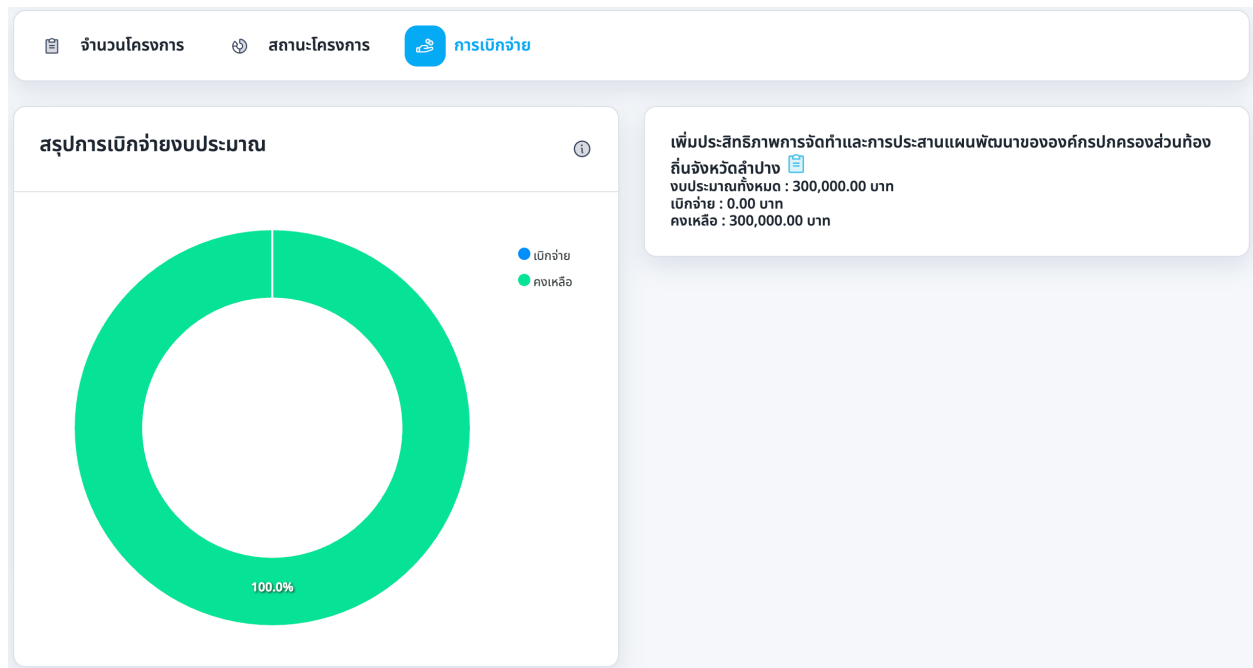 จำนวนโครงการ
สถานะโครงการ
การเบิกจ่าย
สรุปการเบิกจ่ายงบประมาณ
เบิกจ่าย
คงเหลือ
100.0%
เพิ่มประสิทธิภาพการจัดทำและการประสานแผนพัฒนาขององค์กรปกครองส่วนท้อง
ถิ่นจังหวัดลำปาง
งบประมาณทั้งหมด : 300,000.00 บาท
เบิกจ่าย : 0.00 บาท
คงเหลือ : 300,000.00 บาท